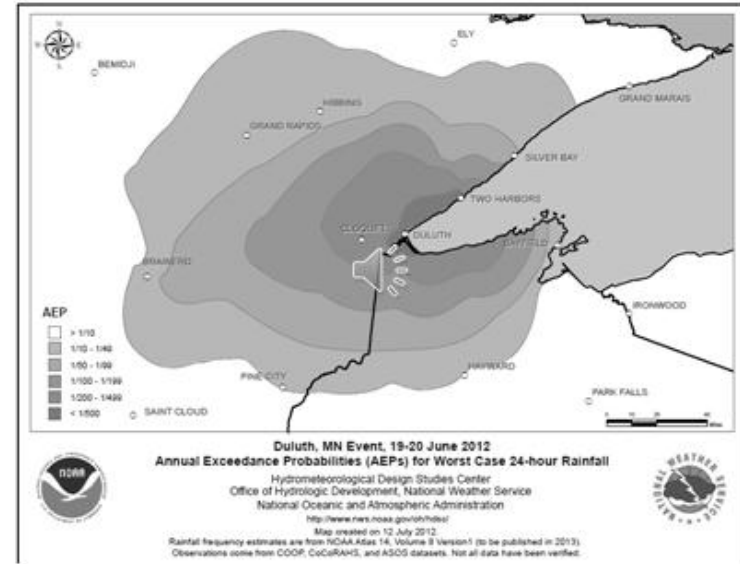 ELY
BEMIDJI
GRAND MARAIS
HIBBING
GRAND RAPIDS
SILVER BAY
TWO HARBORS
CLOQUET
DULUTH
BAYFIELD
BRAINERD
IRONWOOD
AEP
> 1/10
1/10 - 1/49
1/50 - 1/99
1/100 - 1/199
1/200 - 1/499
< 1/500
PINE CITY
HAYWARD
PARK FALLS
SAINT CLOUD
Duluth, MN Event, 19-20 June 2012
Annual Exceedance Probabilities (AEPs) for Worst Case 24-hour Rainfall
Hydrometeorological Design Studies Center
Office of Hydrologic Development, National Weather Service
National Oceanic and Atmospheric Administration
http://www.nws.noaa.gov/oh/hdsc/
Map created on 12 July 2012.
Rainfall frequency estimates are from NOAA Atlas 14, Volume 8 Version1 (to be published in 2013).
Observations come from COOP, CoCoRAHS, and ASOS datasets. Not all data have been verified.
NOAA
NATIONAL WEATHER SERVICE